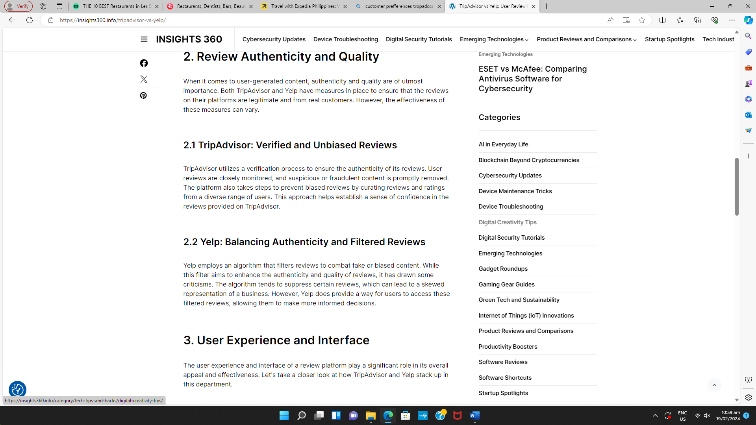 Verify
THE 10 BEST Restaurants in
Restaurants, Dentists, Bars, Beau
Travel with Expedia Philippines: V
customer preferences tripadvisor
TripAdvisor vs Yelp: User Review
https://insights360.info/tripadvisor-vs-yelp/
INSIGHTS 360
Cybersecurity Updates
Device Troubleshooting
Digital Security Tutorials
Emerging Technologies
Product Reviews and Comparisons
Startup Spotlights
Tech Indust
2. Review Authenticity and Quality
When it comes to user-generated content, authenticity and quality are of utmost
importance. Both TripAdvisor and Yelp have measures in place to ensure that the reviews
on their platforms are legitimate and from real customers. However, the effectiveness of
these measures can vary.
2.1 TripAdvisor: Verified and Unbiased Reviews
TripAdvisor utilizes a verification process to ensure the authenticity of its reviews. User
reviews are closely monitored, and suspicious or fraudulent content is promptly removed.
The platform also takes steps to prevent biased reviews by curating reviews and ratings
from a diverse range of users. This approach helps establish a sense of confidence in the
reviews provided on TripAdvisor.
2.2 Yelp: Balancing Authenticity and Filtered Reviews
Yelp employs an algorithm that filters reviews to combat fake or biased content. While
this filter aims to enhance the authenticity and quality of reviews, it has drawn some
criticisms. The algorithm tends to suppress certain reviews, which can lead to a skewed
representation of a business. However, Yelp does provide a way for users to access these
filtered reviews, allowing them to make more informed decisions.
3. User Experience and Interface
The user experience and interface of a review platform play a significant role in its overall
appeal and effectiveness. Let's take a closer look at how TripAdvisor and Yelp stack up in
this department.
Emerging Technologies
ESET vs McAfee: Comparing
Antivirus Software for
Cybersecurity
Categories
AI in Everyday Life
Blockchain Beyond Cryptocurrencies
Cybersecurity Updates
Device Maintenance Tricks
Device Troubleshooting
Digital Creativity Tips
Digital Security Tutorials
Emerging Technologies
Gadget Roundups
Gaming Gear Guides
Green Tech and Sustainability
Internet of Things (IoT) Innovations
Product Reviews and Comparisons
Productivity Boosters
Software Reviews
Software Shortcuts
Startup Spotlights
ENG
US
19/02/2024